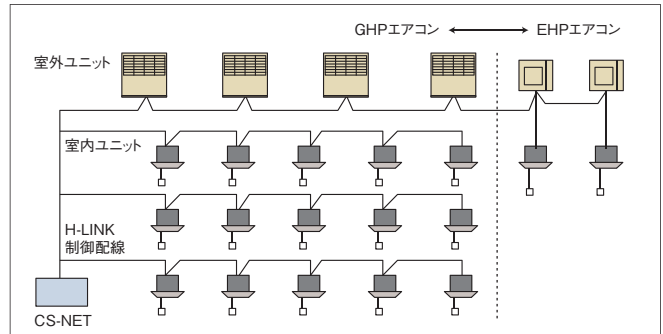 GHPエアコン
EHPエアコン
室外ユニット
室内ユニット
H-LINK
制御配線
CS-NET